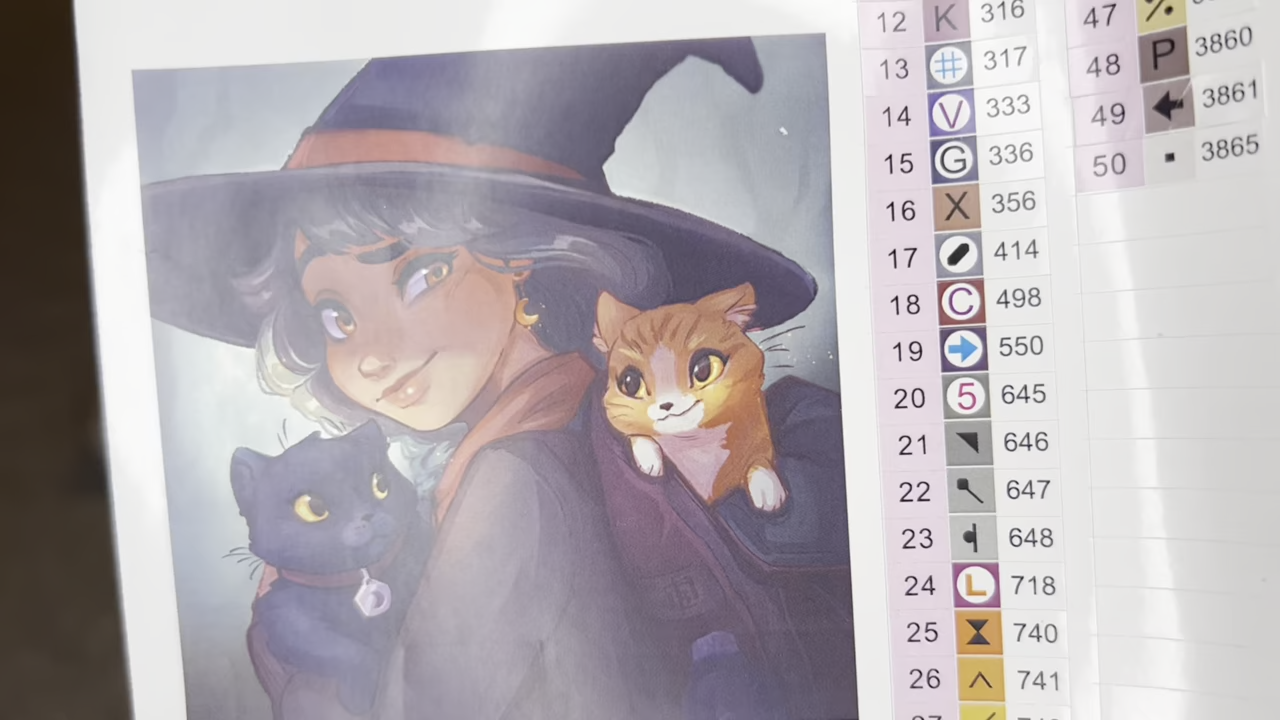 12 K 316
13 # 317
14 V 333
15 G 336
16 X 356
17 414
18 C 498
19 550
20 5 645
21 646
22 647
23 648
24 L 718
25 740
26 741
47
48 P 3860
49 3861
50 3865